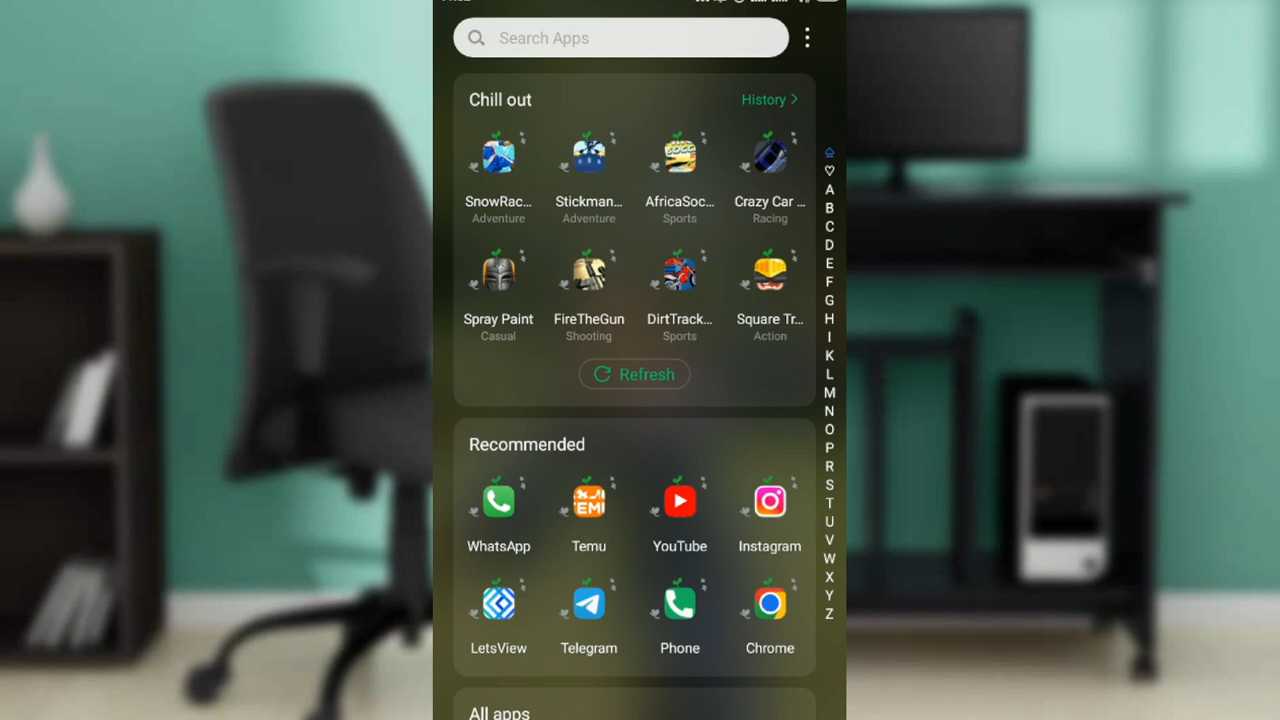 Search Apps
Chill out
History
SnowRac... Stickman... AfricaSoc... Crazy Car ...
Adventure Adventure Sports Racing
Spray Paint FireTheGun DirtTrack... Square Tr...
Casual Shooting Sports Action
Refresh
Recommended
WhatsApp Temu YouTube Instagram
LetsView Telegram Phone Chrome
All apps
A
B
C
D
E
F
G
H
I
K
L
M
N
O
P
R
S
T
U
V
W
X
Y
Z